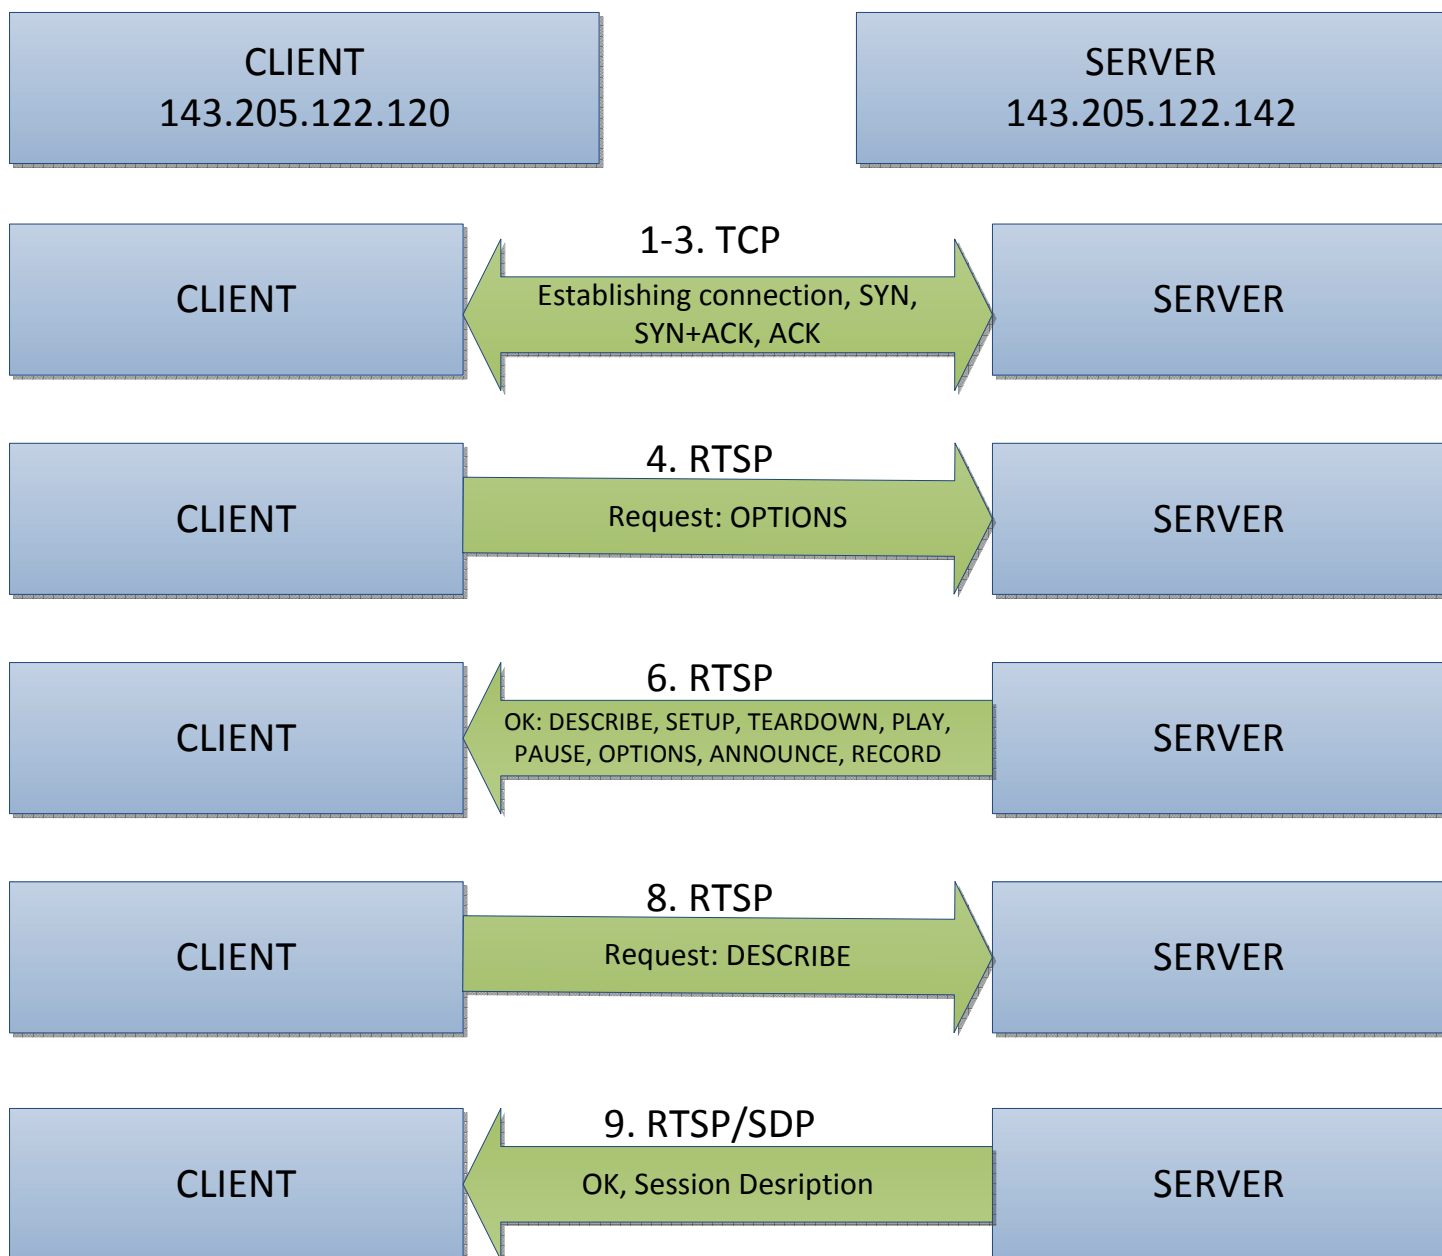 CLIENT
143.205.122.120
SERVER
143.205.122.142
1-3. TCP
CLIENT
Establishing connection, SYN,
SYN+ACK, ACK
SERVER
4. RTSP
CLIENT
Request: OPTIONS
SERVER
6. RTSP
CLIENT
OK: DESCRIBE, SETUP, TEARDOWN, PLAY,
PAUSE, OPTIONS, ANNOUNCE, RECORD
SERVER
8. RTSP
CLIENT
Request: DESCRIBE
SERVER
9. RTSP/SDP
CLIENT
OK, Session Desription
SERVER